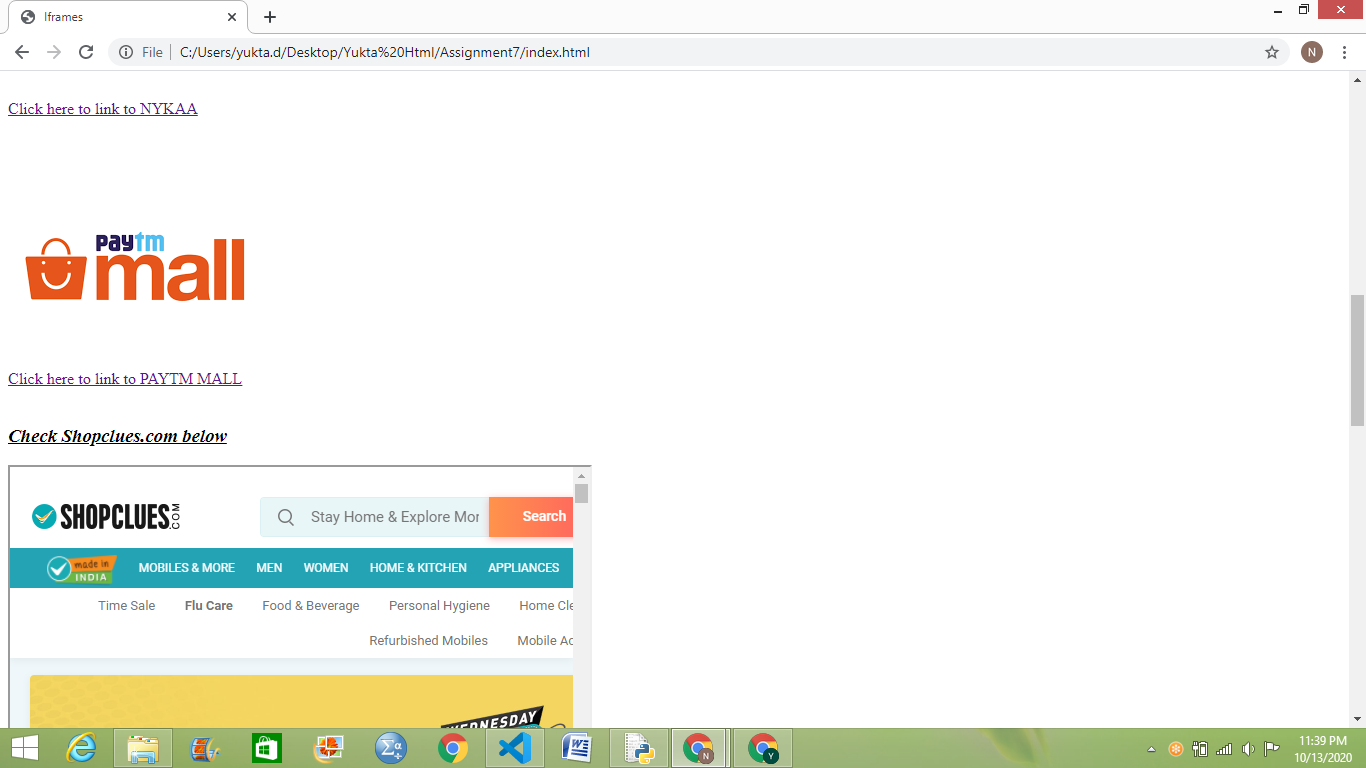 Iframes
File C:/Users/yukta.d/Desktop/Yukta%20Html/Assignment7/index.html
N
Click here to link to NYKAA
paytm
mall
Click here to link to PAYTM MALL
Check Shopclues.com below
SHOPCLUES.COM
Stay Home & Explore Mor
Search
made in
INDIA
MOBILES & MORE MEN WOMEN HOME & KITCHEN APPLIANCES
Time Sale Flu Care Food & Beverage Personal Hygiene Home Cle
Refurbished Mobiles Mobile Ac
WEDNESDAY
N Y
11:39 PM
10/13/2020